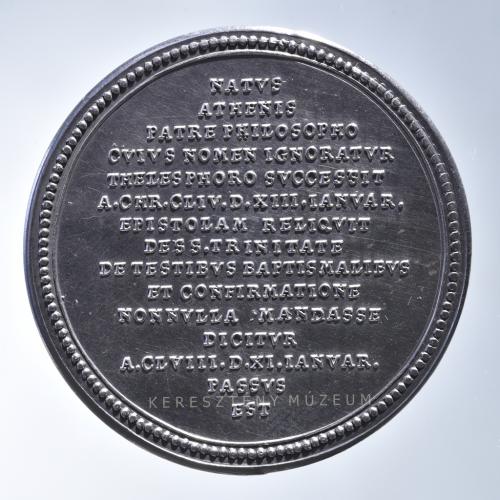 NATVS
ATHENIS
PATRE PHILOSOPHO
CVIVS NOMEN IGNORATVR
THELESPHORO SVCCESSIT
A.CHR.CLIV.D.XIII.IANVAR.
EPISTOLAM RELIQVIT
DE S S.TRINITATE
DE TESTIBVS BAPTISMALIBVS
ET CONFIRMATIONE
NONNVLLA MANDASSE
DICITVR
A.CLVIII.D.XI.IANVAR.
PASSVS
KERESZTÉNY MÚZEUM
EST